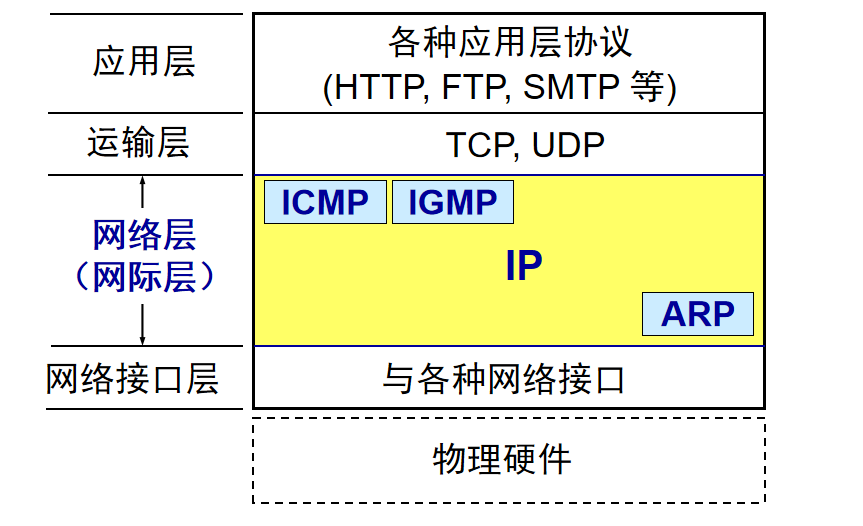 应用层
各种应用层协议
(HTTP, FTP, SMTP 等)
运输层
TCP, UDP
网络层
（网际层）
ICMP
IGMP
IP
ARP
网络接口层
与各种网络接口
物理硬件